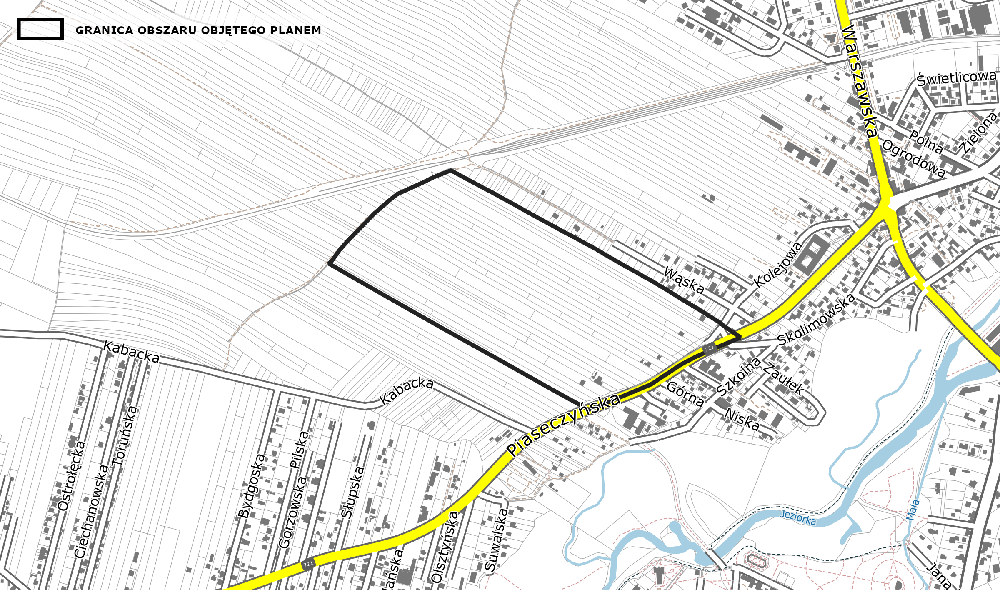 GRANICA OBSZARU OBJĘTEGO PLANEM
Warszawska
Świetlicowa
Zielona
Polna
Ogrodowa
Kolejowa
Wąska
Skolimowska
721
Szkolna
Zaułek
Górna
Niska
Kabacka
Kabacka
Piaseczyńska
Toruńska
Ostrołęcka
Ciechanowska
Pilska
Bydgoska
Gorzowska
Słupska
Olsztyńska
Suwalska
721
Jeziorka
Mała
Jana